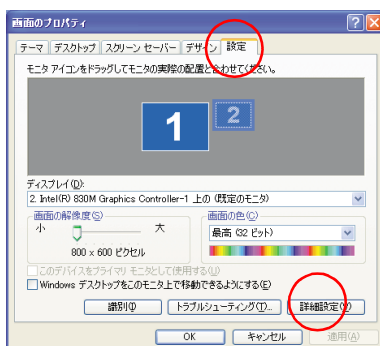 画面のプロパティ
テーマ デスクトップ スクリーン セーバー デザイン 設定
モニタ アイコンをドラッグしてモニタの実際の配置と合わせてください。
1 2
ディスプレイ(D):
2. Intel(R) 830M Graphics Controller-1 上の (既定のモニタ)
画面の解像度(S) 画面の色(C)
小 大 最高 (32 ビット)
800 x 600 ピクセル
このデバイスをプライマリ モニタとして使用する(U)
Windows デスクトップをこのモニタ上で移動できるようにする(E)
識別(I) トラブルシューティング(T)... 詳細設定(V)
OK キャンセル 適用(A)